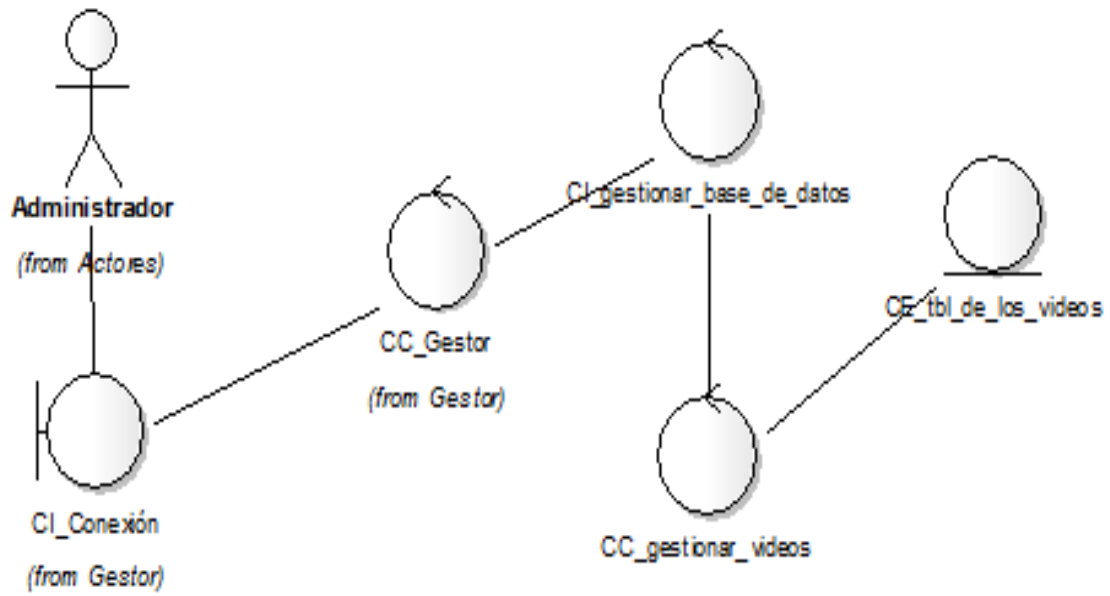 Administrador
(from Actores)
CI_gestionar_base_de_datos
CE_tbl_de_los_videos
CC_Gestor
(from Gestor)
CI_Conexión
(from Gestor)
CC_gestionar_videos